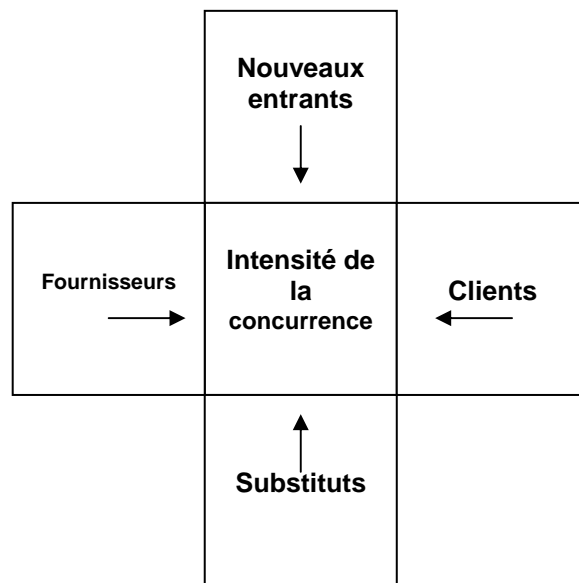 Nouveaux
entrants
Fournisseurs
Intensité de
la
concurrence
Clients
Substituts